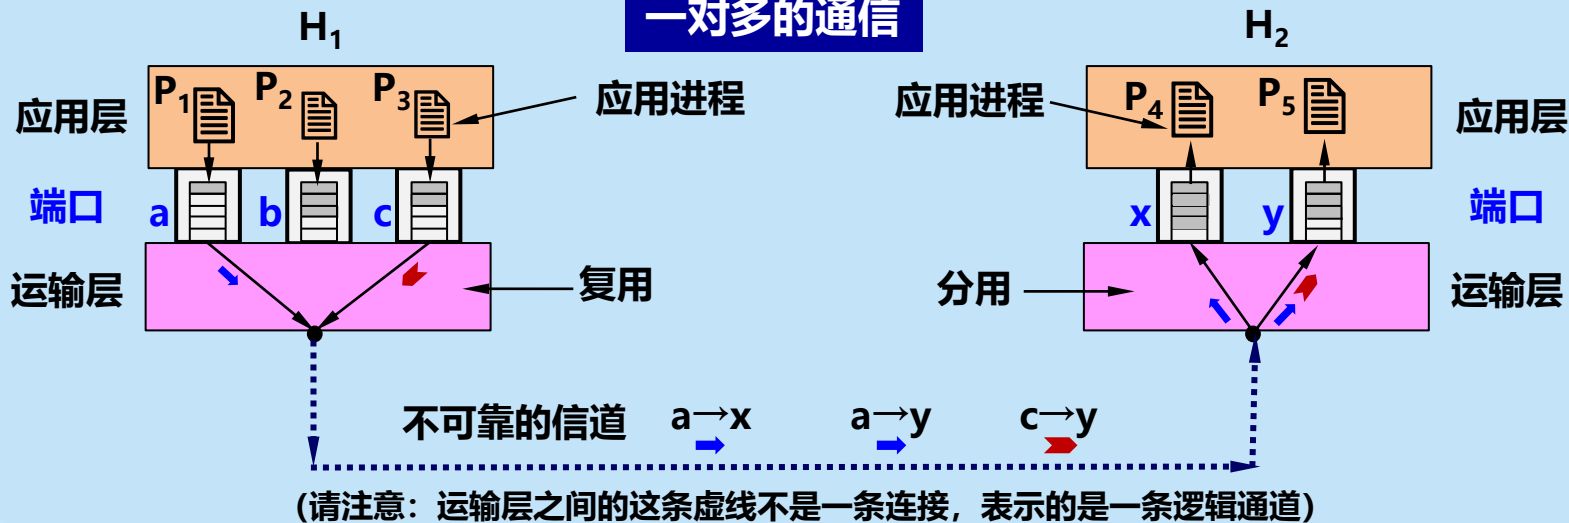 一对多的通信
H₁
H₂
应用层
P₁
P₂
P₃
应用进程
应用进程
P₄
P₅
应用层
端口
a
b
c
x
y
端口
运输层
复用
分用
运输层
不可靠的信道
a→x
a→y
c→y
(请注意：运输层之间的这条虚线不是一条连接，表示的是一条逻辑通道)